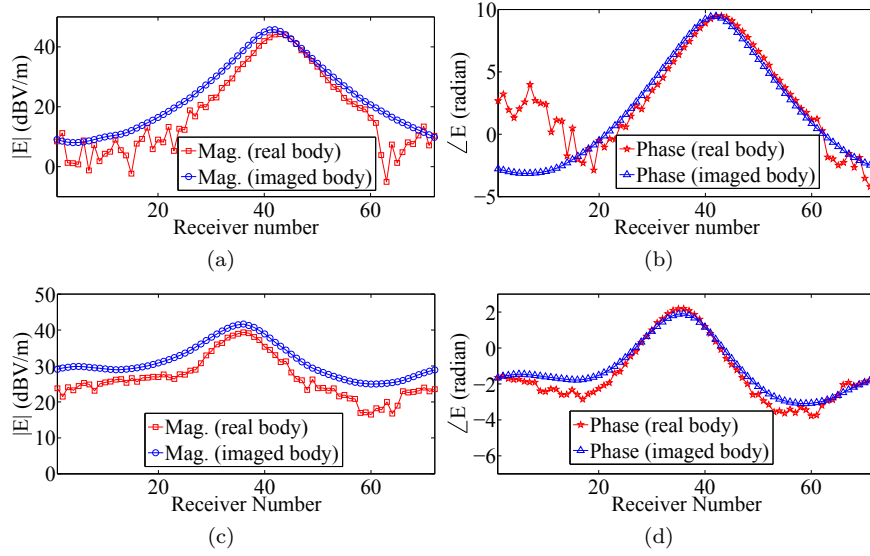 40
20
0
|E| (dBV/m)
Mag. (real body)
Mag. (imaged body)
20 40 60
Receiver number
(a)
10
5
0
−5
∠E (radian)
Phase (real body)
Phase (imaged body)
20 40 60
Receiver number
(b)
50
40
30
20
10
0
|E| (dBV/m)
Mag. (real body)
Mag. (imaged body)
20 40 60
Receiver Number
(c)
2
0
−2
−4
−6
∠E (radian)
Phase (real body)
Phase (imaged body)
20 40 60
Receiver Number
(d)